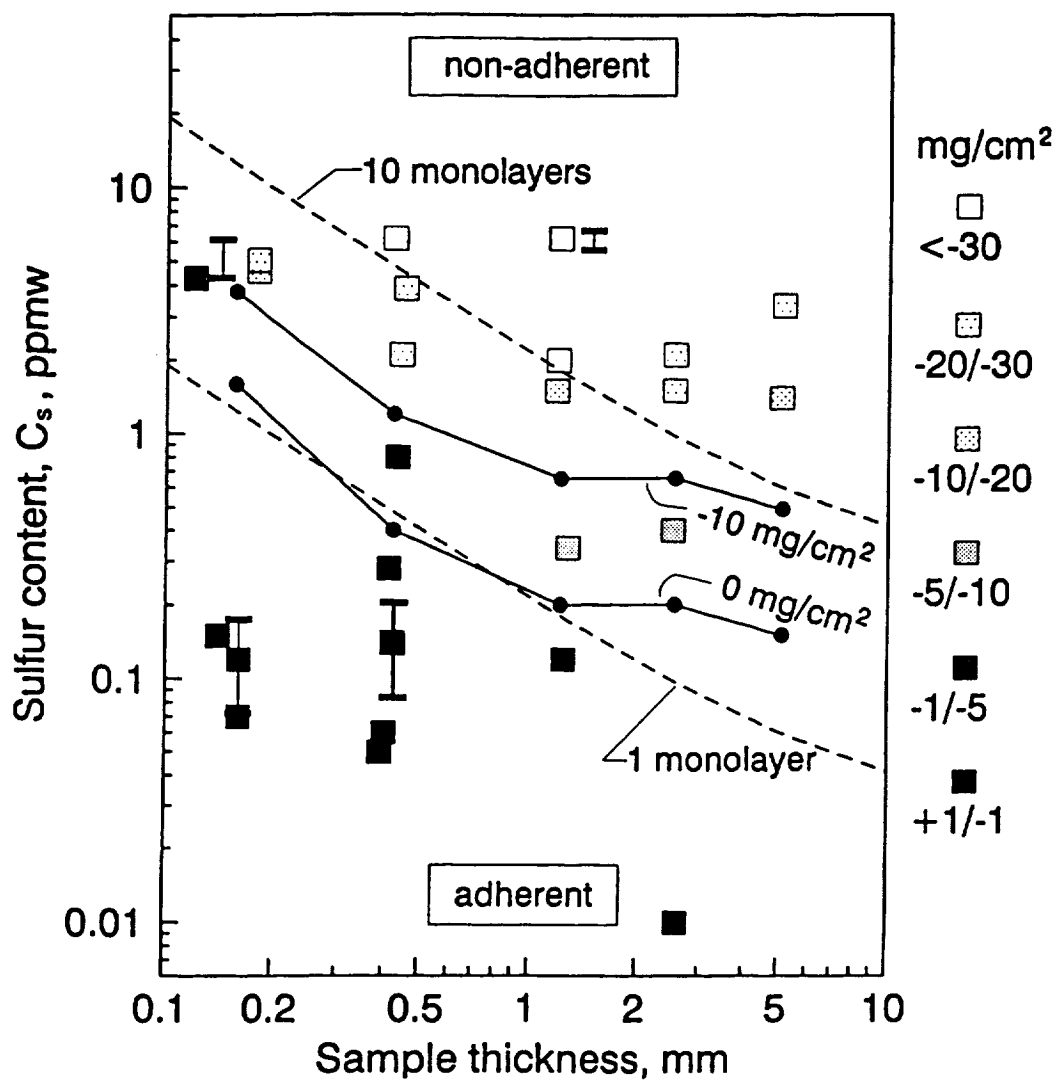 non-adherent
10 monolayers
-10 mg/cm²
0 mg/cm²
1 monolayer
adherent
Sulfur content, Cₛ, ppmw
10
1
0.1
0.01
0.1
0.2
0.5
1
2
5
10
Sample thickness, mm
mg/cm²
<-30
-20/-30
-10/-20
-5/-10
-1/-5
+1/-1